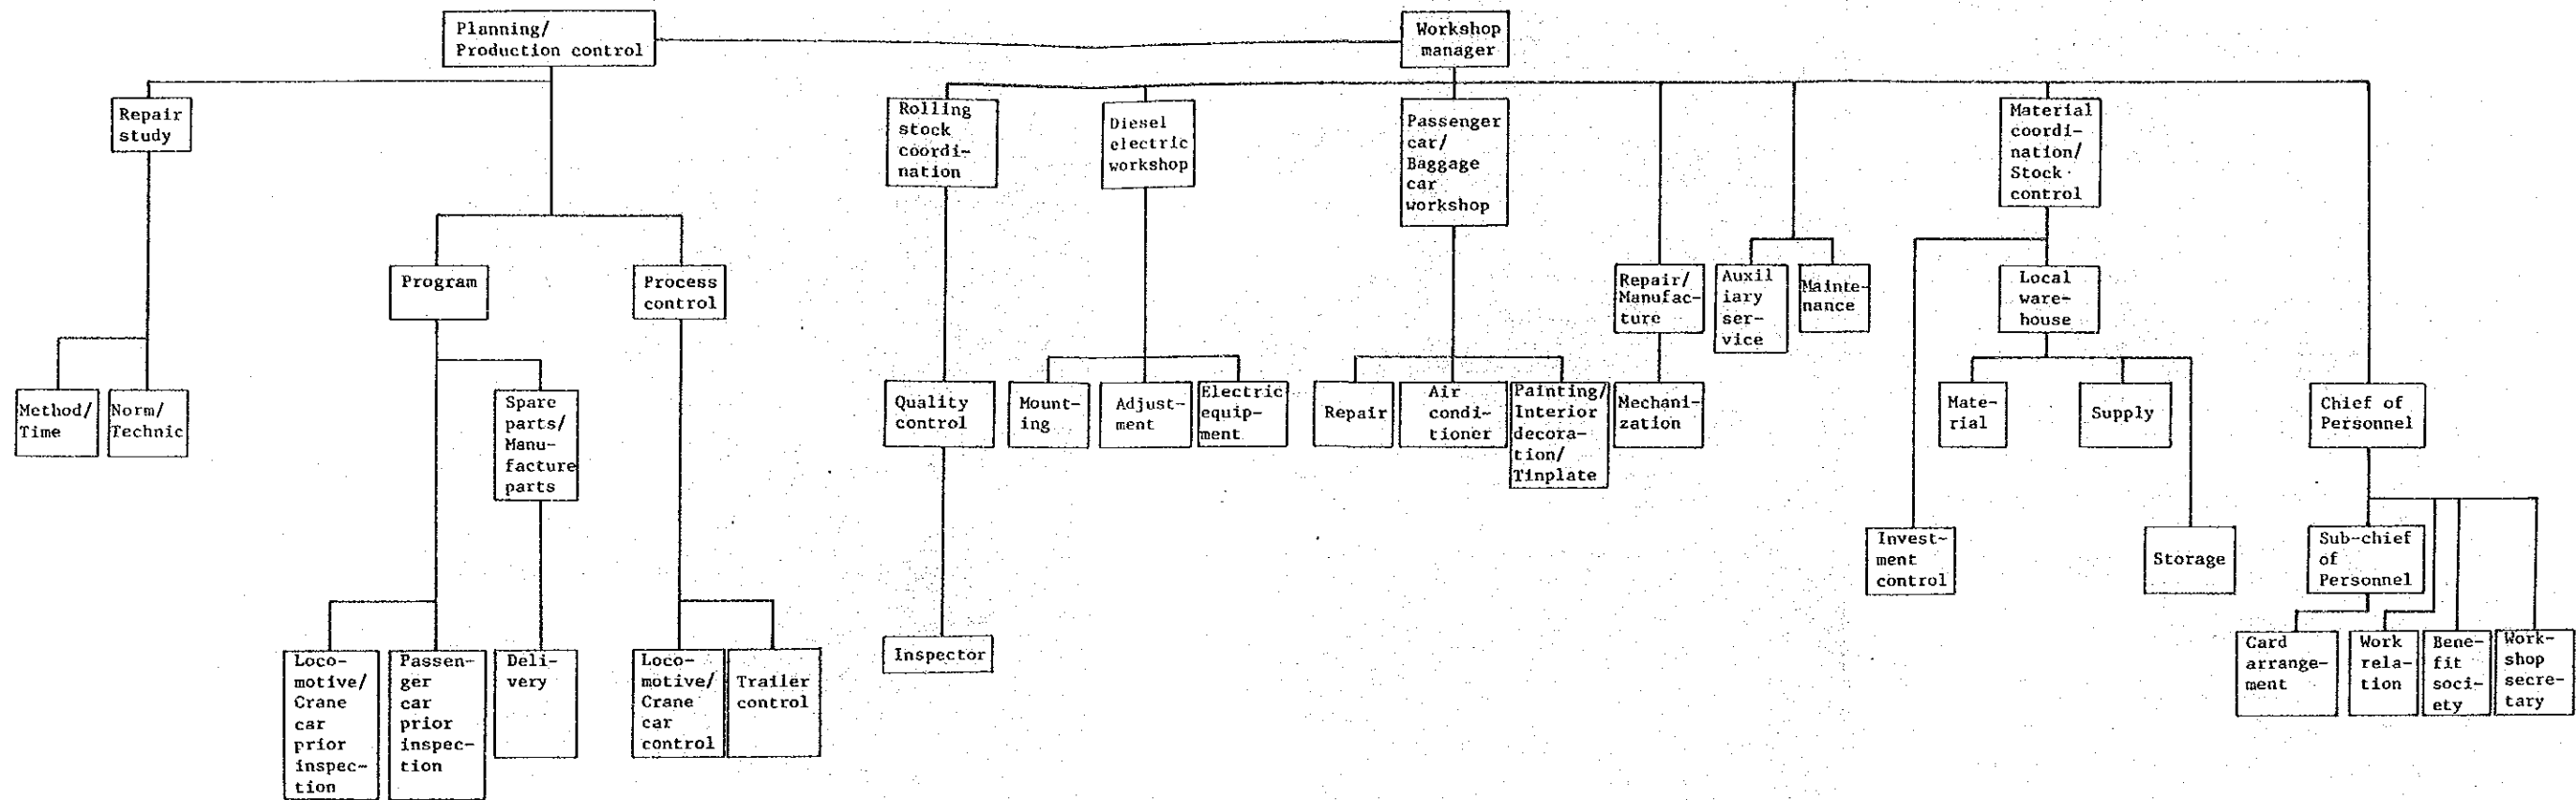 Planning/
Production control
Workshop
manager
Repair
study
Rolling
stock
coordi-
nation
Diesel
electric
workshop
Passenger
car/
Baggage
car
workshop
Material
coordi-
nation/
Stock
control
Program
Process
control
Repair/
Manufac-
ture
Auxil
iary
ser-
vice
Mainte-
nance
Local
ware-
house
Method/
Time
Norm/
Technic
Spare
parts/
Manu-
facture
parts
Quality
control
Mount-
ing
Adjust-
ment
Electric
equip-
ment
Repair
Air
condi-
tioner
Painting/
Interior
decora-
tion/
Tinplate
Mechani-
zation
Mate-
rial
Supply
Chief of
Personnel
Invest-
ment
control
Storage
Sub-chief
of
Personnel
Loco-
motive/
Crane
car
prior
inspec-
tion
Passen-
ger
car
prior
inspec-
tion
Deli-
very
Loco-
motive/
Crane
car
control
Trailer
control
Inspector
Card
arrange-
ment
Work
rela-
tion
Bene-
fit
soci-
ety
Work-
shop
secre-
tary